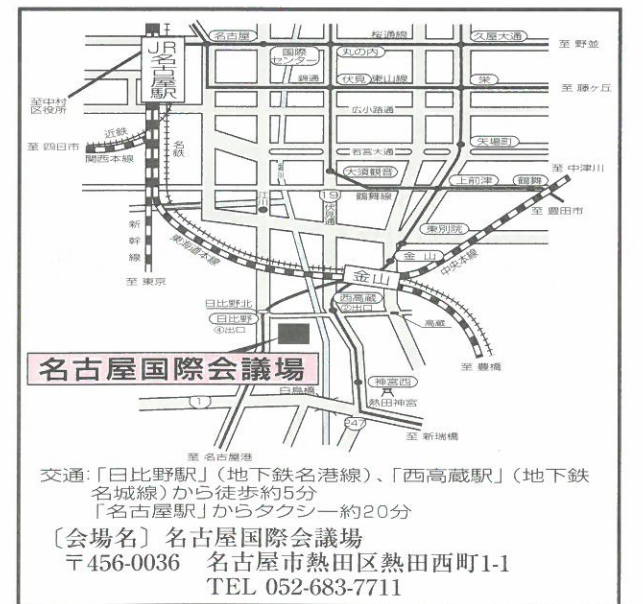 名古屋
桜通線
久屋大通
至 野並
JR名古屋駅
国際センター
丸の内
錦通
伏見
東山線
栄
至 藤ヶ丘
至中村区役所
広小路通
近鉄
名鉄
至 四日市
関西本線
若宮大通
矢場町
至 中津川
大須観音
上前津
鶴舞
江川
19
伏見通
鶴舞線
至 豊田市
新幹線
東海道本線
東別院
金山
中央本線
至 東京
金山
日比野北
西高蔵
②出口
日比野
④出口
高蔵
名古屋国際会議場
至 豊橋
白鳥橋
神宮西
熱田神宮
1
247
至 新瑞橋
至 名古屋港
交通:「日比野駅」(地下鉄名港線)、「西高蔵駅」(地下鉄
名城線)から徒歩約5分
「名古屋駅」からタクシー約20分
〔会場名〕名古屋国際会議場
〒456-0036 名古屋市熱田区熱田西町1-1
TEL 052-683-7711